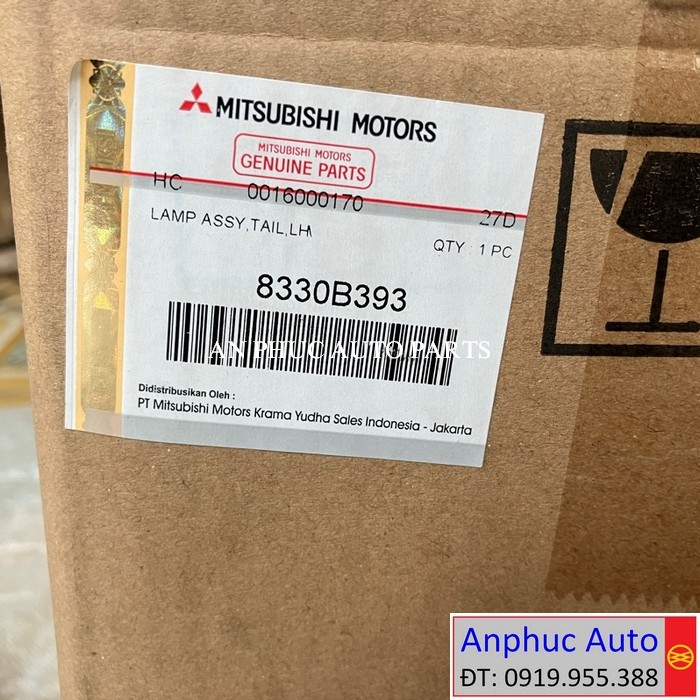 MITSUBISHI MOTORS
MITSUBISHI MOTORS
GENUINE PARTS
HC 0016000170 27D
LAMP ASSY,TAIL,LH
QTY : 1 PC
8330B393
AN PHUC AUTO PARTS
Didistribusikan Oleh :
PT Mitsubishi Motors Krama Yudha Sales Indonesia - Jakarta
Anphuc Auto
ĐT: 0919.955.388